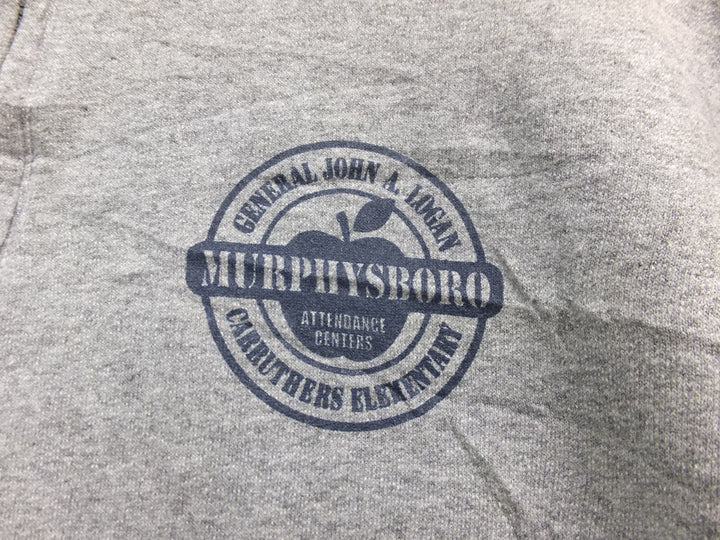 GENERAL JOHN A. LOGAN
MURPHYSBORO
ATTENDANCE
CENTERS
CARRUTHERS ELEMENTARY